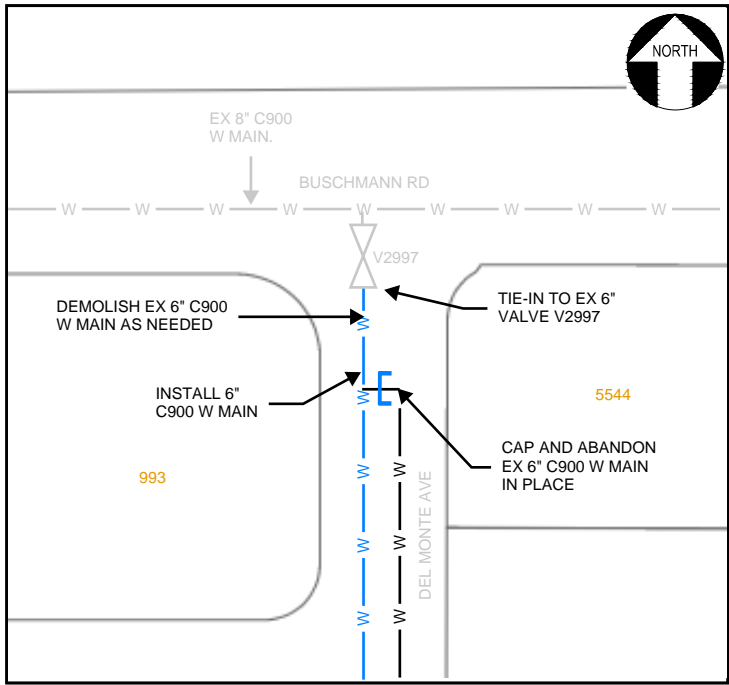 NORTH
EX 8" C900
W MAIN.
BUSCHMANN RD
W W W W W W W W W
V2997
DEMOLISH EX 6" C900
W MAIN AS NEEDED
TIE-IN TO EX 6"
VALVE V2997
W
INSTALL 6"
C900 W MAIN
W
5544
CAP AND ABANDON
EX 6" C900 W MAIN
IN PLACE
993
W
DEL MONTE AVE
W
W
W
W